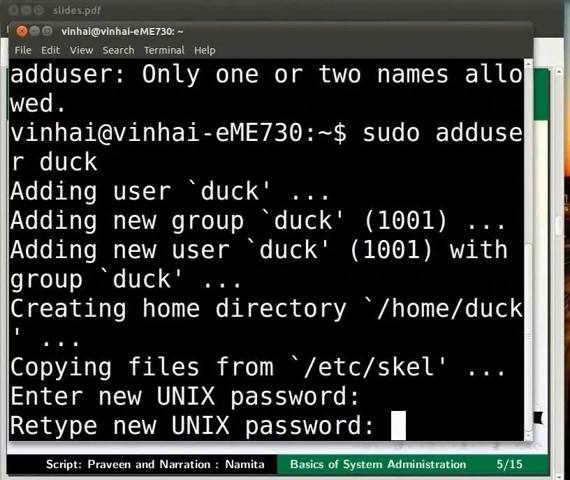 slides.pdf
vinhai@vinhai-eME730: ~
File Edit View Search Terminal Help
adduser: Only one or two names allo
wed.
vinhai@vinhai-eME730:~$ sudo adduse
r duck
Adding user `duck' ...
Adding new group `duck' (1001) ...
Adding new user `duck' (1001) with
group `duck' ...
Creating home directory `/home/duck
' ...
Copying files from `/etc/skel' ...
Enter new UNIX password:
Retype new UNIX password:
Script: Praveen and Narration : Namita Basics of System Administration 5/15